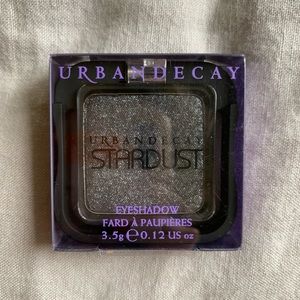 URBANDECAY
URBANDECAY
STARDUST
EYESHADOW
FARD À PAUPIÈRES
3.5g ℮ 0.12 US oz